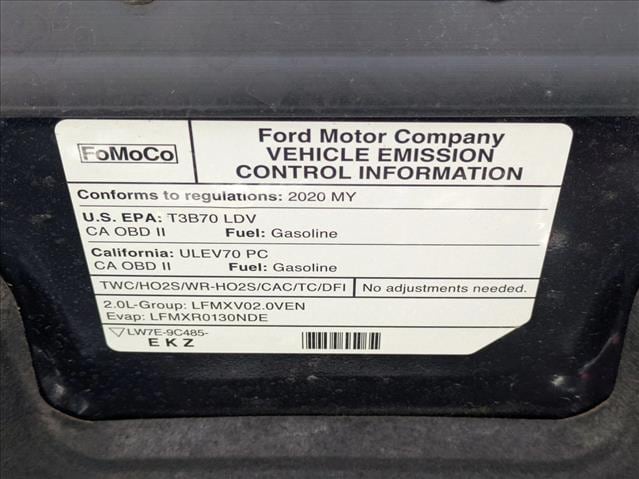 FoMoCo
Ford Motor Company
VEHICLE EMISSION
CONTROL INFORMATION
Conforms to regulations: 2020 MY
U.S. EPA: T3B70 LDV
CA OBD II Fuel: Gasoline
California: ULEV70 PC
CA OBD II Fuel: Gasoline
TWC/HO2S/WR-HO2S/CAC/TC/DFI No adjustments needed.
2.0L-Group: LFMXV02.0VEN
Evap: LFMXR0130NDE
LW7E-9C485-
EKZ